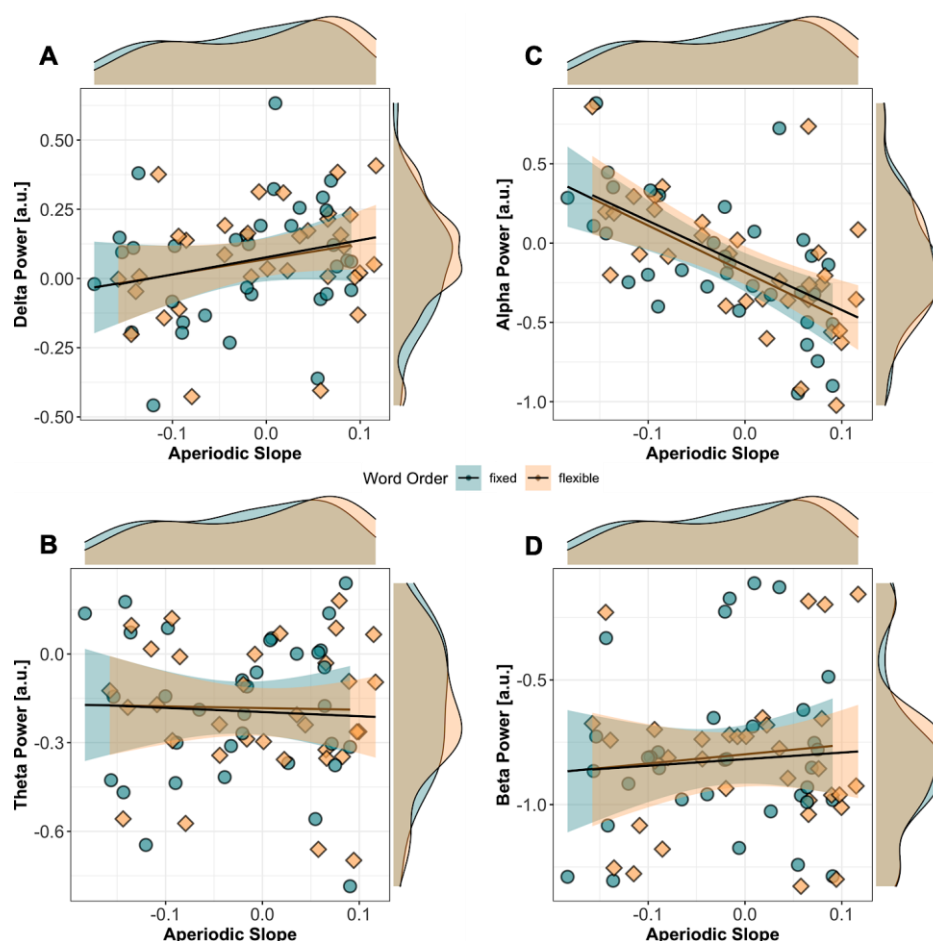 A
Delta Power [a.u.]
0.50
0.25
0.00
-0.25
-0.50
-0.1
0.0
0.1
Aperiodic Slope
C
Alpha Power [a.u.]
0.5
0.0
-0.5
-1.0
-0.1
0.0
0.1
Aperiodic Slope
Word Order fixed flexible
B
Theta Power [a.u.]
0.0
-0.3
-0.6
-0.1
0.0
0.1
Aperiodic Slope
D
Beta Power [a.u.]
-0.5
-1.0
-0.1
0.0
0.1
Aperiodic Slope